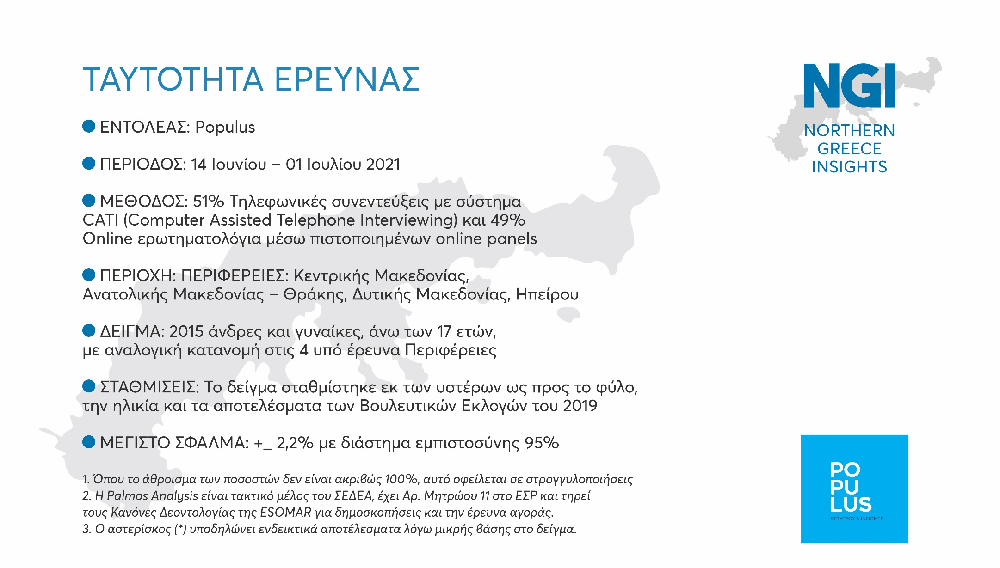 ΤΑΥΤΟΤΗΤΑ ΕΡΕΥΝΑΣ
ΕΝΤΟΛΕΑΣ: Populus
ΠΕΡΙΟΔΟΣ: 14 Ιουνίου – 01 Ιουλίου 2021
ΜΕΘΟΔΟΣ: 51% Τηλεφωνικές συνεντεύξεις με σύστημα
CATI (Computer Assisted Telephone Interviewing) και 49%
Online ερωτηματολόγια μέσω πιστοποιημένων online panels
ΠΕΡΙΟΧΗ: ΠΕΡΙΦΕΡΕΙΕΣ: Κεντρικής Μακεδονίας,
Ανατολικής Μακεδονίας – Θράκης, Δυτικής Μακεδονίας, Ηπείρου
ΔΕΙΓΜΑ: 2015 άνδρες και γυναίκες, άνω των 17 ετών,
με αναλογική κατανομή στις 4 υπό έρευνα Περιφέρειες
ΣΤΑΘΜΙΣΕΙΣ: Το δείγμα σταθμίστηκε εκ των υστέρων ως προς το φύλο,
την ηλικία και τα αποτελέσματα των Βουλευτικών Εκλογών του 2019
ΜΕΓΙΣΤΟ ΣΦΑΛΜΑ: +_ 2,2% με διάστημα εμπιστοσύνης 95%
1. Όπου το άθροισμα των ποσοστών δεν είναι ακριβώς 100%, αυτό οφείλεται σε στρογγυλοποιήσεις
2. Η Palmos Analysis είναι τακτικό μέλος του ΣΕΔΕΑ, έχει Αρ. Μητρώου 11 στο ΕΣΡ και τηρεί
τους Κανόνες Δεοντολογίας της ESOMAR για δημοσκοπήσεις και την έρευνα αγοράς.
3. Ο αστερίσκος (*) υποδηλώνει ενδεικτικά αποτέλεσματα λόγω μικρής βάσης στο δείγμα.
NGI
NORTHERN
GREECE
INSIGHTS
PO
PU
LUS
STRATEGY & INSIGHTS